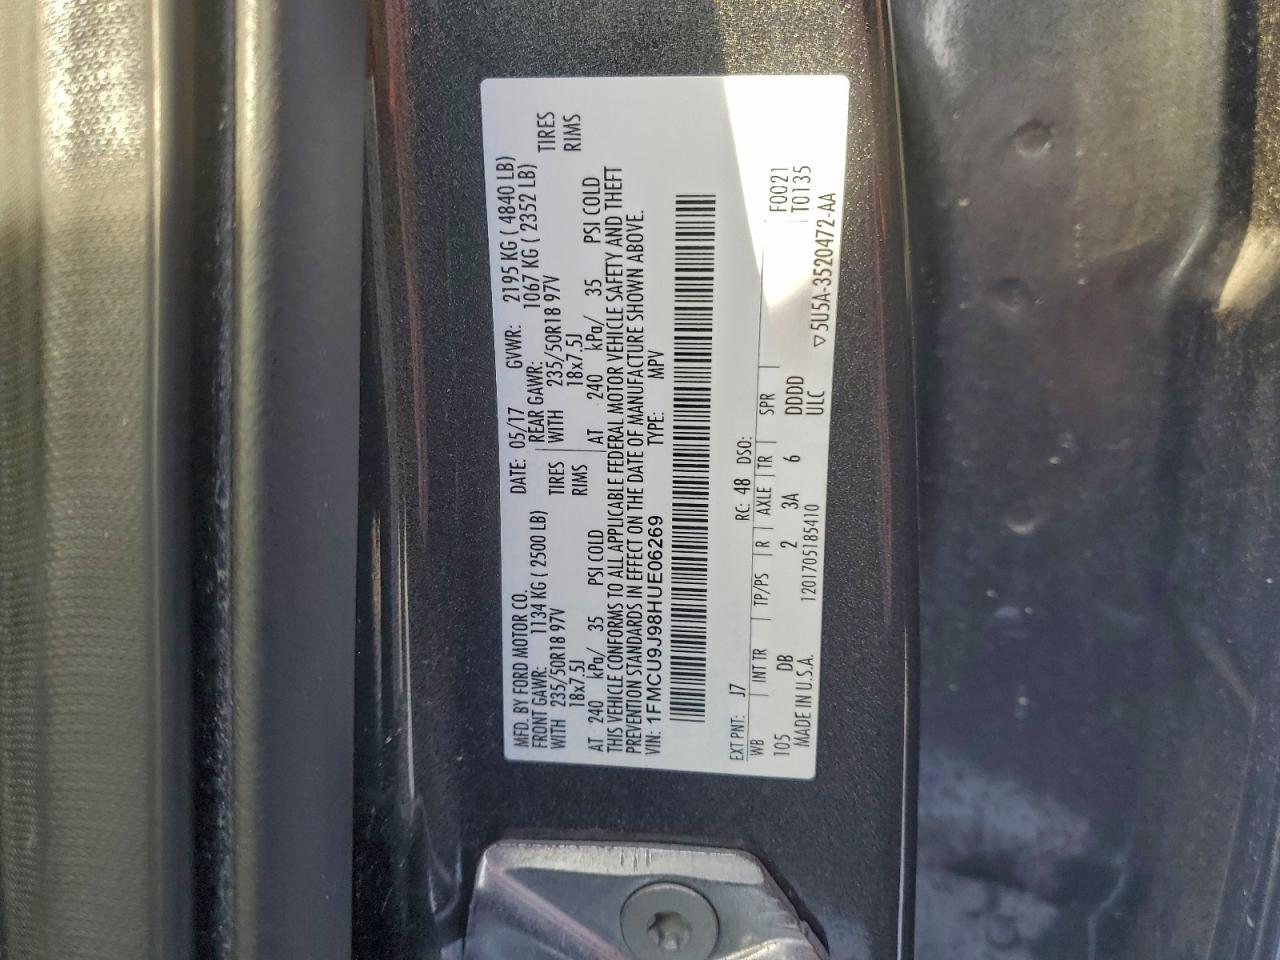 MFD. BY FORD MOTOR CO. DATE: 05/17 GVWR: 2195 KG ( 4840 LB)
FRONT GAWR: 1134 KG ( 2500 LB) REAR GAWR: 1067 KG ( 2352 LB)
WITH 235/50R18 97V TIRES WITH 235/50R18 97V TIRES
18x7.5J RIMS 18x7.5J RIMS
AT 240 kPa/ 35 PSI COLD AT 240 kPa/ 35 PSI COLD
THIS VEHICLE CONFORMS TO ALL APPLICABLE FEDERAL MOTOR VEHICLE SAFETY AND THEFT
PREVENTION STANDARDS IN EFFECT ON THE DATE OF MANUFACTURE SHOWN ABOVE.
VIN: 1FMCU9J98HUE06269 TYPE: MPV
EXT PNT: J7 RC: 48 DSO:
WB INT TR TP/PS R AXLE TR SPR
105 DB 2 3A 6 DDDD F0021
MADE IN U.S.A. 1201705185410 ULC T0135
▽5U5A-3520472-AA